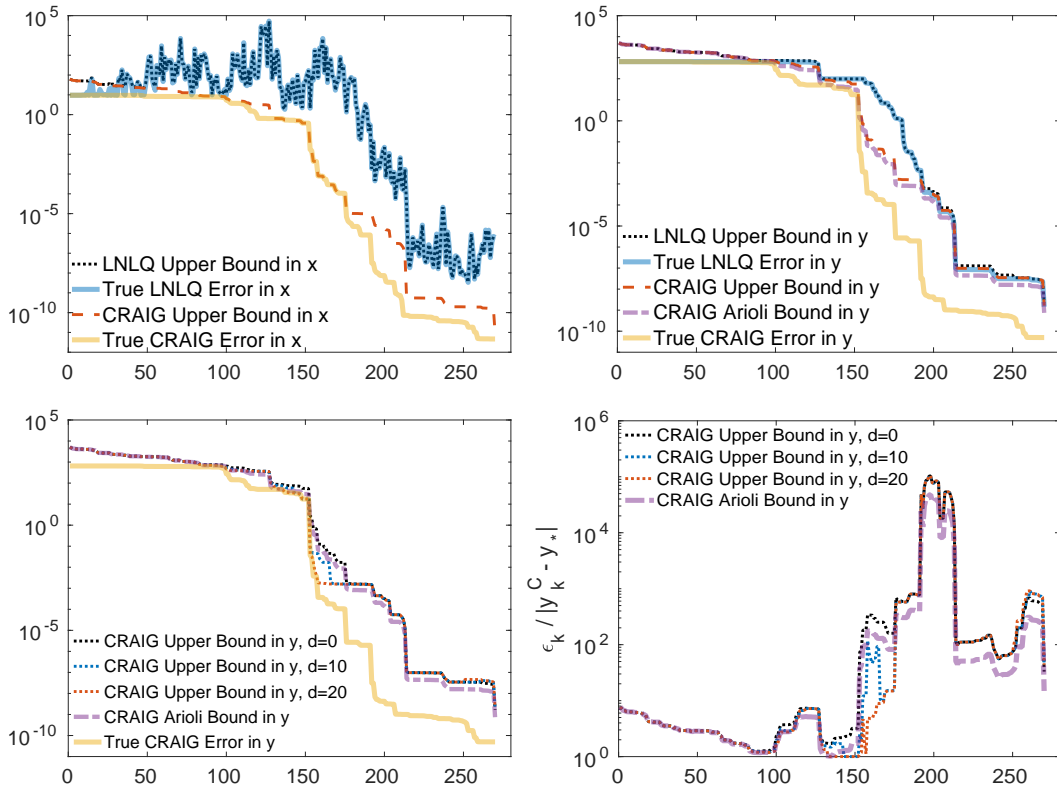 10^5
10^0
10^-5
10^-10
LNLQ Upper Bound in x
True LNLQ Error in x
CRAIG Upper Bound in x
True CRAIG Error in x
0 50 100 150 200 250
10^5
10^0
10^-5
10^-10
LNLQ Upper Bound in y
True LNLQ Error in y
CRAIG Upper Bound in y
CRAIG Arioli Bound in y
True CRAIG Error in y
0 50 100 150 200 250
10^5
10^0
10^-5
10^-10
CRAIG Upper Bound in y, d=0
CRAIG Upper Bound in y, d=10
CRAIG Upper Bound in y, d=20
CRAIG Arioli Bound in y
True CRAIG Error in y
0 50 100 150 200 250
10^6
10^4
10^2
10^0
ϵ_k / |y_k^C - y_*|
CRAIG Upper Bound in y, d=0
CRAIG Upper Bound in y, d=10
CRAIG Upper Bound in y, d=20
CRAIG Arioli Bound in y
0 50 100 150 200 250